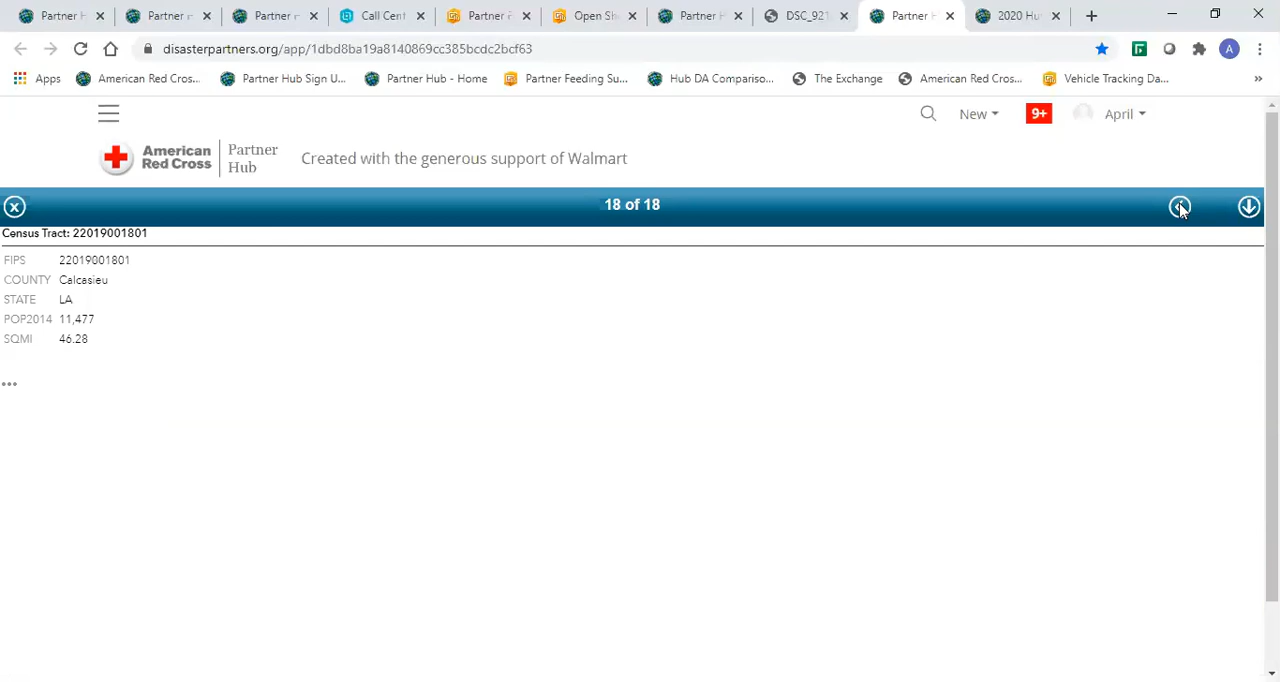 Partner H
Partner m
Partner m
Call Cent
Partner F
Open She
Partner H
DSC_921
Partner H
2020 Hu
disasterpartners.org/app/1dbd8ba19a8140869cc385bcdc2bcf63
A
Apps
American Red Cros...
Partner Hub Sign U...
Partner Hub - Home
Partner Feeding Su...
Hub DA Compariso...
The Exchange
American Red Cros...
Vehicle Tracking Da...
»
New
9+
April
American Red Cross
Partner Hub
Created with the generous support of Walmart
18 of 18
Census Tract: 22019001801
FIPS 22019001801
COUNTY Calcasieu
STATE LA
POP2014 11,477
SQMI 46.28
•••